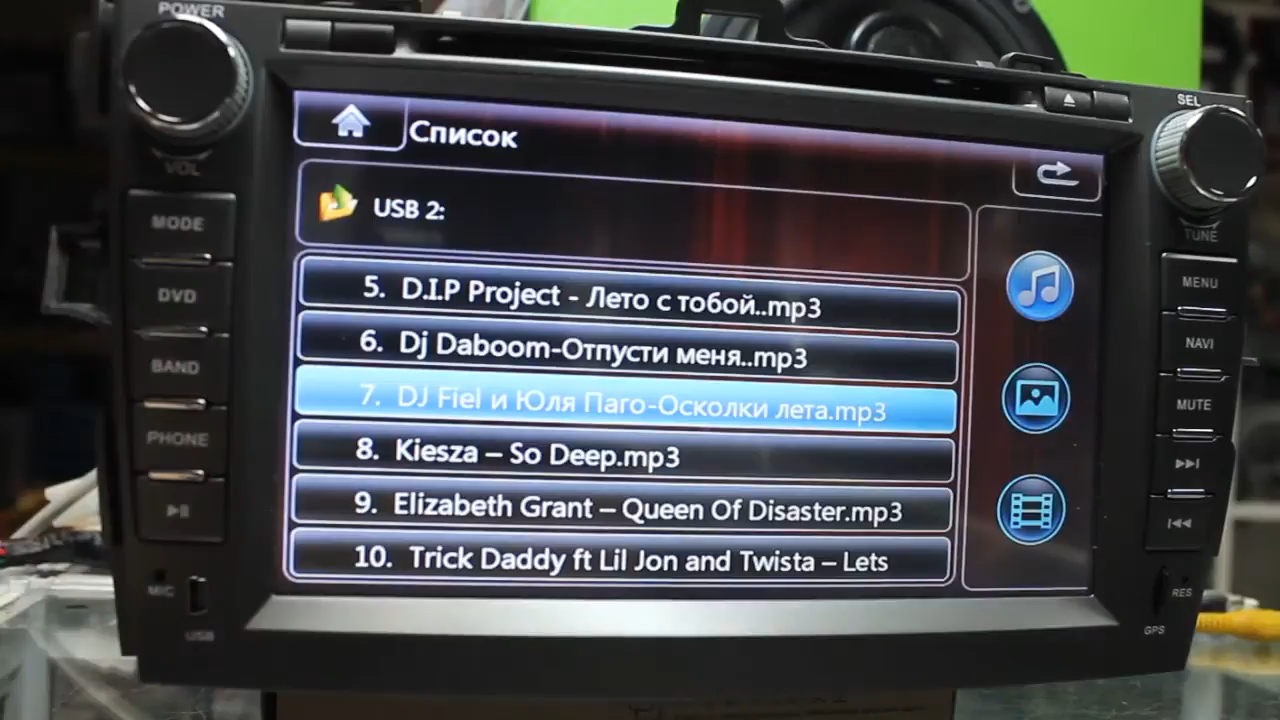 POWER
SEL
VOL
TUNE
MODE
DVD
BAND
PHONE
MIC
USB
Список
USB 2:
5. D.I.P Project - Лето с тобой..mp3
6. Dj Daboom-Отпусти меня..mp3
7. DJ Fiel и Юля Паго-Осколки лета.mp3
8. Kiesza – So Deep.mp3
9. Elizabeth Grant – Queen Of Disaster.mp3
10. Trick Daddy ft Lil Jon and Twista – Lets
MENU
NAVI
MUTE
RES
GPS